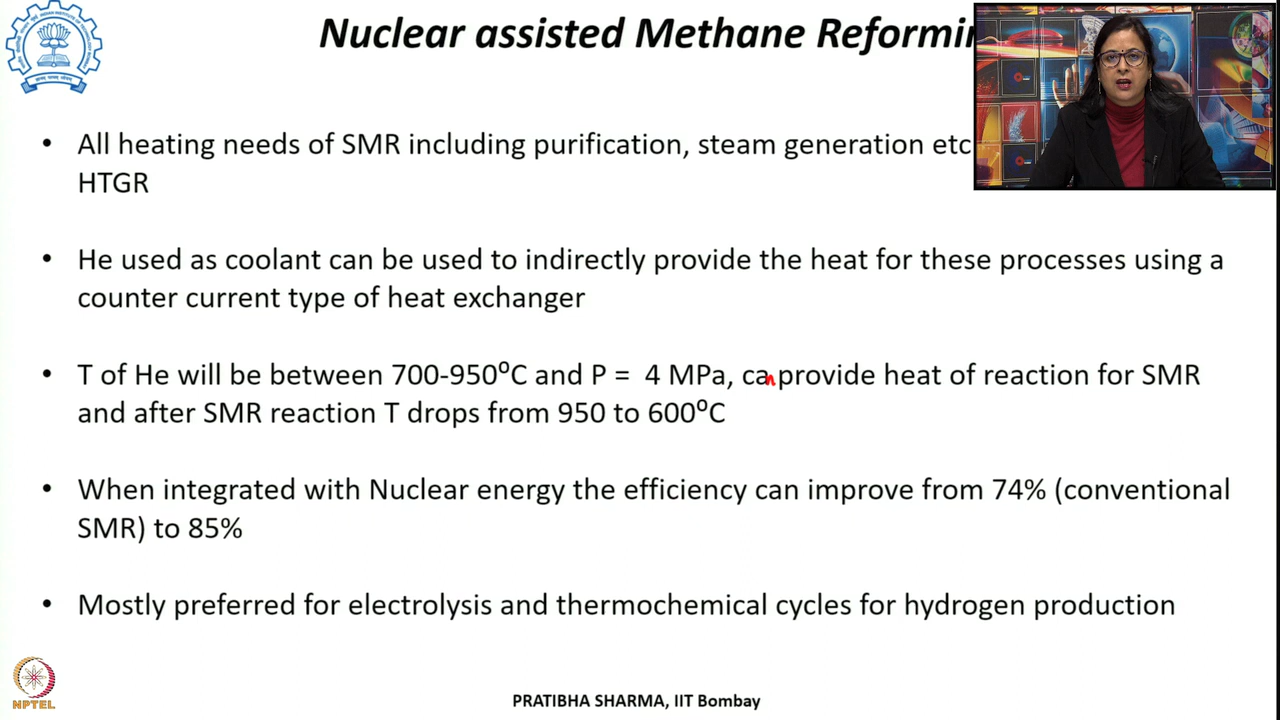 Nuclear assisted Methane Reformin
• All heating needs of SMR including purification, steam generation etc
HTGR
• He used as coolant can be used to indirectly provide the heat for these processes using a
counter current type of heat exchanger
• T of He will be between 700-950⁰C and P = 4 MPa, can provide heat of reaction for SMR
and after SMR reaction T drops from 950 to 600⁰C
• When integrated with Nuclear energy the efficiency can improve from 74% (conventional
SMR) to 85%
• Mostly preferred for electrolysis and thermochemical cycles for hydrogen production
NPTEL
PRATIBHA SHARMA, IIT Bombay